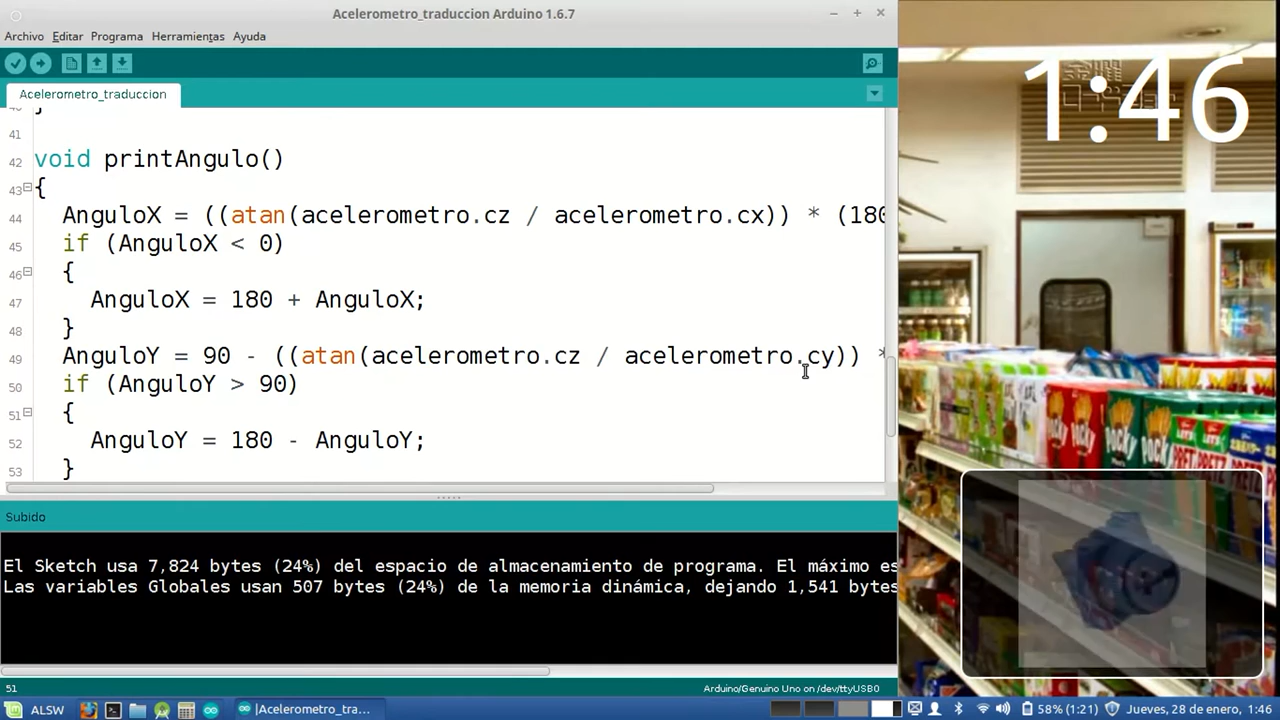 Acelerometro_traduccion Arduino 1.6.7
Archivo Editar Programa Herramientas Ayuda
Acelerometro_traduccion
41
42 void printAngulo()
43 {
44 AnguloX = ((atan(acelerometro.cz / acelerometro.cx)) * (180
45 if (AnguloX < 0)
46 {
47 AnguloX = 180 + AnguloX;
48 }
49 AnguloY = 90 - ((atan(acelerometro.cz / acelerometro.cy)) *
50 if (AnguloY > 90)
51 {
52 AnguloY = 180 - AnguloY;
53 }
Subido
El Sketch usa 7,824 bytes (24%) del espacio de almacenamiento de programa. El máximo es
Las variables Globales usan 507 bytes (24%) de la memoria dinámica, dejando 1,541 bytes
51
Arduino/Genuino Uno on /dev/ttyUSB0
1:46
POCKY
POCKY
PRETZ
PRETZ
ALSW
|Acelerometro_tra...
58% (1:21)
Jueves, 28 de enero, 1:46